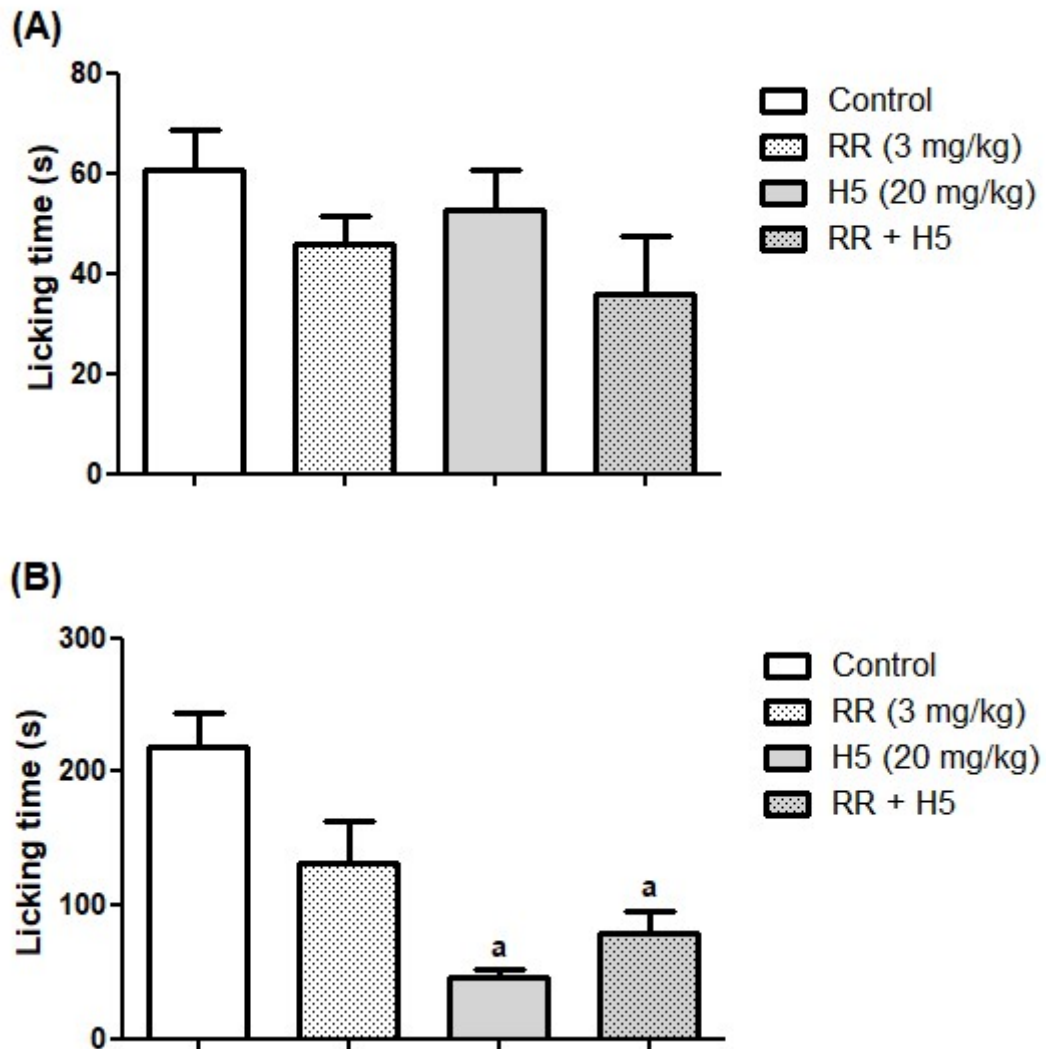 (A)
80
60
40
20
0
Licking time (s)
Control
RR (3 mg/kg)
H5 (20 mg/kg)
RR + H5
(B)
300
200
100
0
Licking time (s)
a
a
Control
RR (3 mg/kg)
H5 (20 mg/kg)
RR + H5